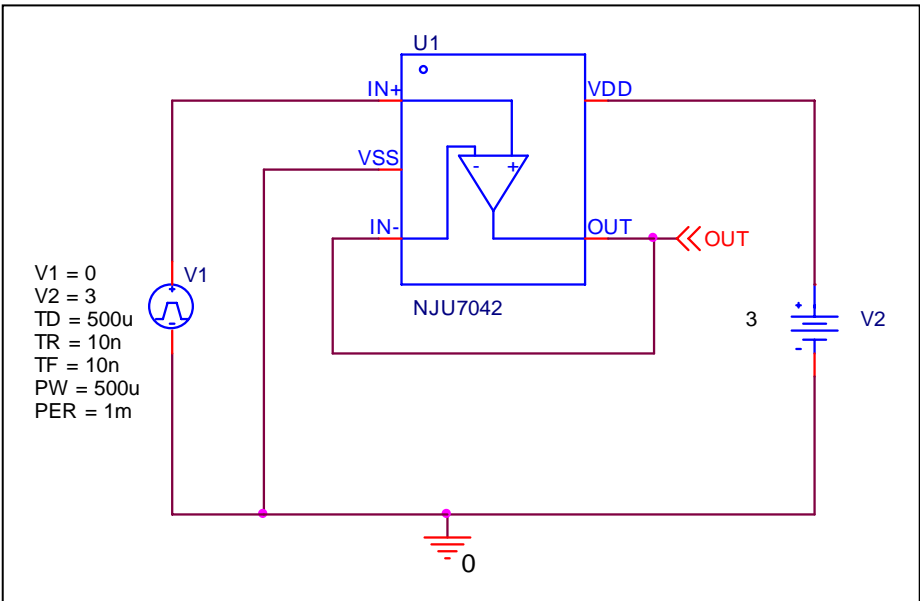 U1
IN+
VDD
VSS
- +
IN-
OUT
OUT
NJU7042
V1 = 0
V2 = 3
TD = 500u
TR = 10n
TF = 10n
PW = 500u
PER = 1m
V1
+
-
3
+
-
V2
0